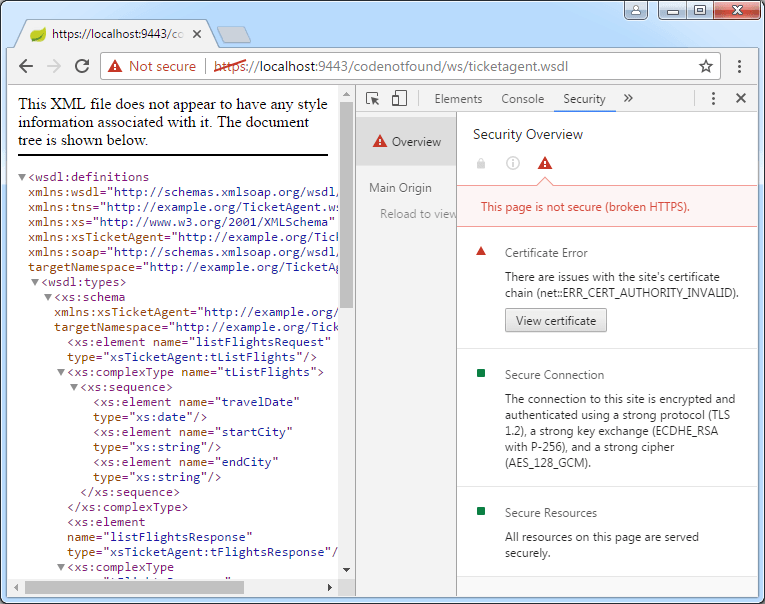 https://localhost:9443/co
Not secure https://localhost:9443/codenotfound/ws/ticketagent.wsdl
This XML file does not appear to have any style
information associated with it. The document
tree is shown below.
<wsdl:definitions
xmlns:wsdl="http://schemas.xmlsoap.org/wsdl/
xmlns:tns="http://example.org/TicketAgent.ws
xmlns:xs="http://www.w3.org/2001/XMLSchema"
xmlns:xsTicketAgent="http://example.org/Tick
xmlns:soap="http://schemas.xmlsoap.org/wsdl/
targetNamespace="http://example.org/TicketAg
<wsdl:types>
<xs:schema
xmlns:xsTicketAgent="http://example.org/Tick
targetNamespace="http://example.org/Ticket
<xs:element name="listFlightsRequest"
type="xsTicketAgent:tListFlights"/>
<xs:complexType name="tListFlights">
<xs:sequence>
<xs:element name="travelDate"
type="xs:date"/>
<xs:element name="startCity"
type="xs:string"/>
<xs:element name="endCity"
type="xs:string"/>
</xs:sequence>
</xs:complexType>
<xs:element
name="listFlightsResponse"
type="xsTicketAgent:tFlightsResponse"/
<xs:complexType
Elements Console Security »
Overview
Main Origin
Reload to view
Security Overview
This page is not secure (broken HTTPS).
Certificate Error
There are issues with the site's certificate
chain (net::ERR_CERT_AUTHORITY_INVALID).
View certificate
Secure Connection
The connection to this site is encrypted and
authenticated using a strong protocol (TLS
1.2), a strong key exchange (ECDHE_RSA
with P-256), and a strong cipher
(AES_128_GCM).
Secure Resources
All resources on this page are served
securely.